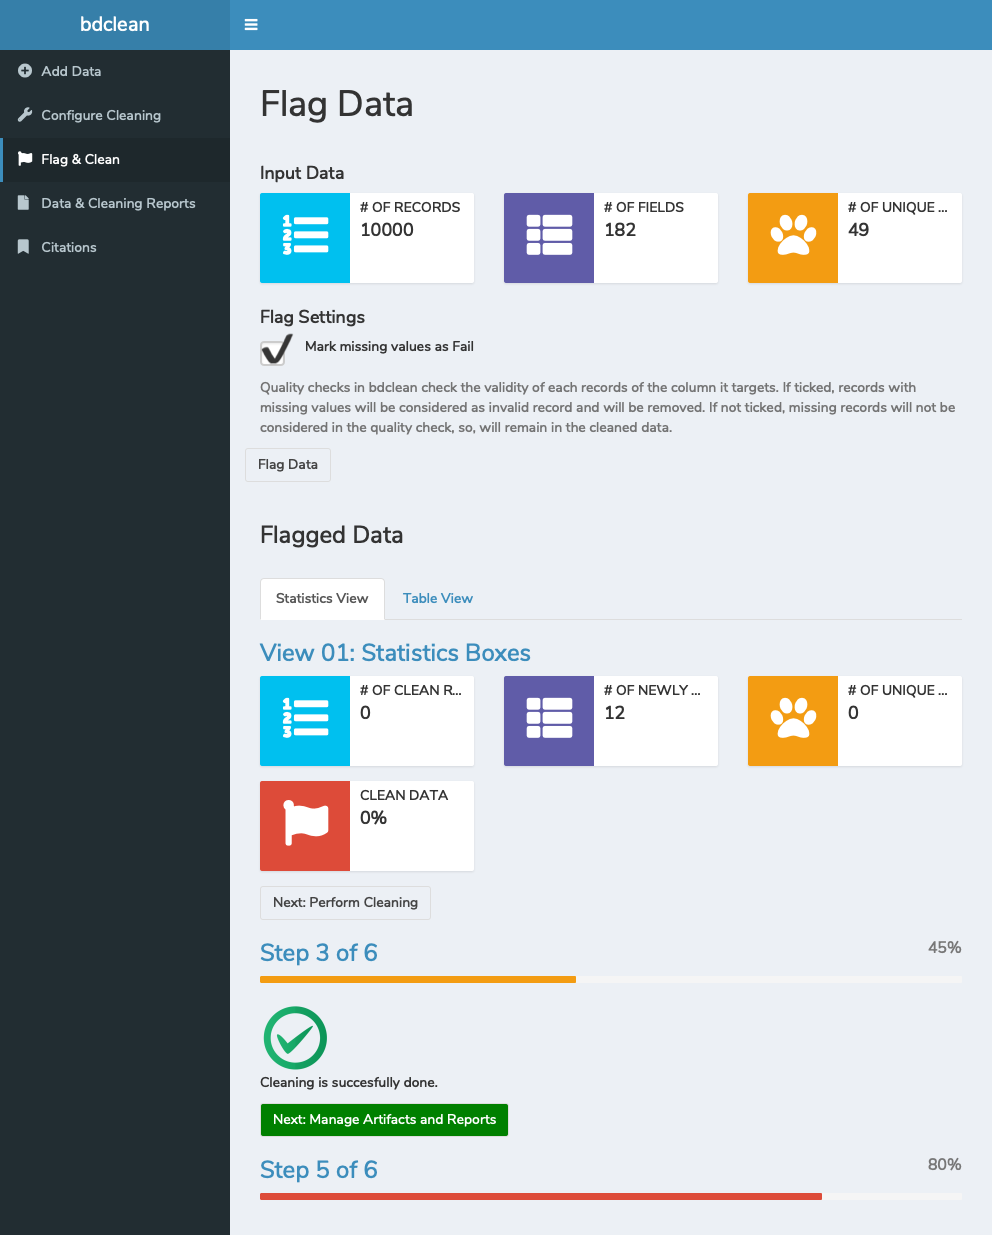 bdclean
Add Data
Configure Cleaning
Flag & Clean
Data & Cleaning Reports
Citations
Flag Data
Input Data
# OF RECORDS
10000
# OF FIELDS
182
# OF UNIQUE ...
49
Flag Settings
Mark missing values as Fail
Quality checks in bdclean check the validity of each records of the column it targets. If ticked, records with
missing values will be considered as invalid record and will be removed. If not ticked, missing records will not be
considered in the quality check, so, will remain in the cleaned data.
Flag Data
Flagged Data
Statistics View
Table View
View 01: Statistics Boxes
# OF CLEAN R...
0
# OF NEWLY ...
12
# OF UNIQUE ...
0
CLEAN DATA
0%
Next: Perform Cleaning
Step 3 of 6
45%
Cleaning is succesfully done.
Next: Manage Artifacts and Reports
Step 5 of 6
80%